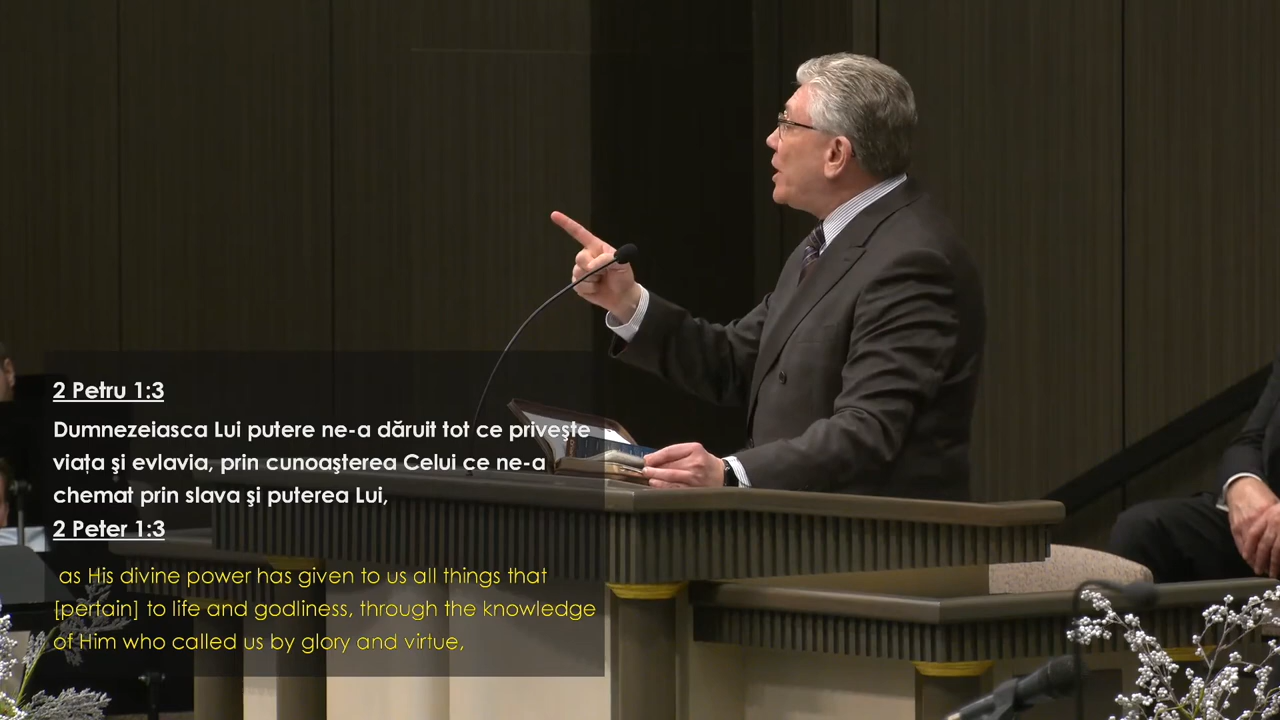 2 Petru 1:3
Dumnezeiasca Lui putere ne-a dăruit tot ce priveşte
viaţa şi evlavia, prin cunoaşterea Celui ce ne-a
chemat prin slava şi puterea Lui,
2 Peter 1:3
as His divine power has given to us all things that
[pertain] to life and godliness, through the knowledge
of Him who called us by glory and virtue,